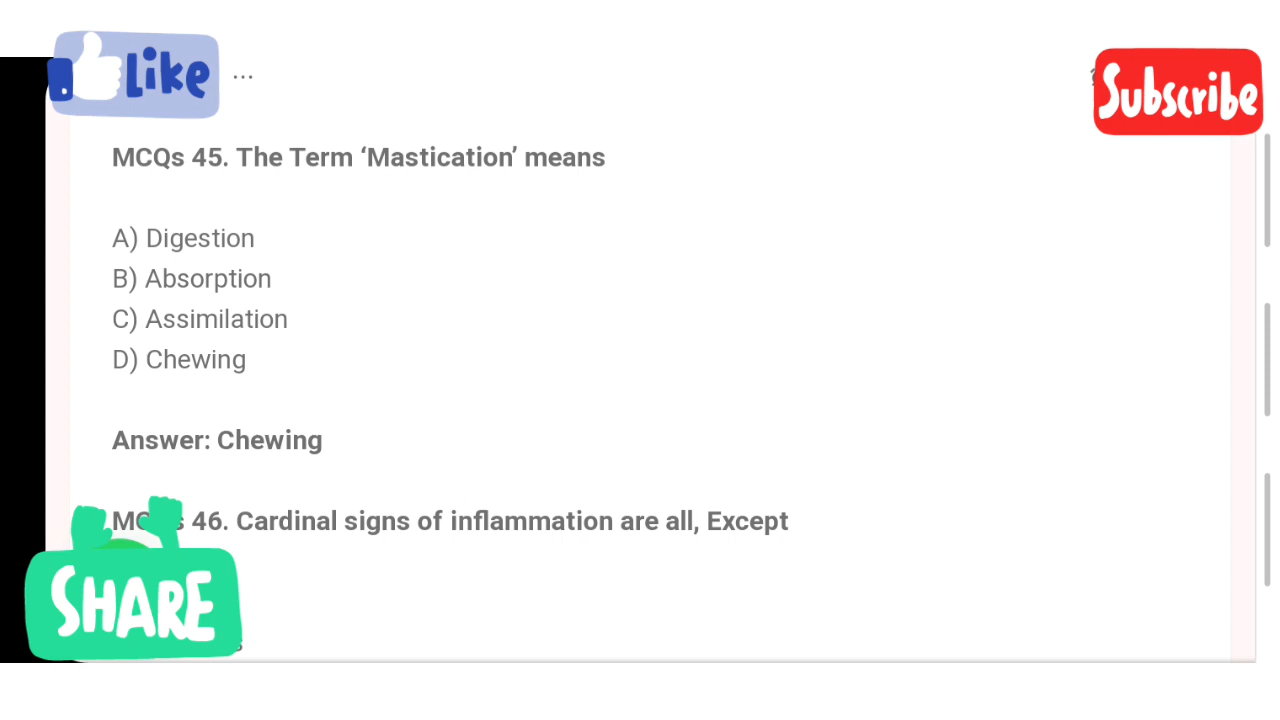 Like ...
Subscribe
MCQs 45. The Term ‘Mastication’ means
A) Digestion
B) Absorption
C) Assimilation
D) Chewing
Answer: Chewing
46. Cardinal signs of inflammation are all, Except
SHARE